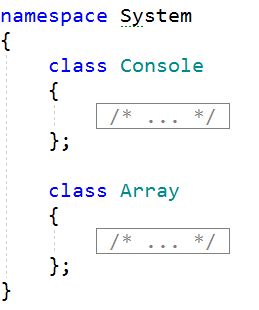 namespace System
{
    class Console
    {
        /* ... */
    };

    class Array
    {
        /* ... */
    };
}